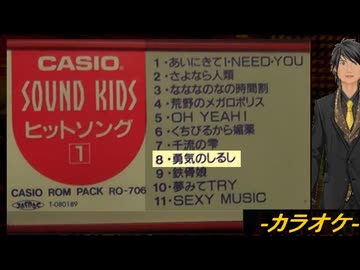 CASIO
SOUND KIDS
ヒットソング
1
CASIO ROM PACK RO-706
T-080189
1・あいにきてI・NEED・YOU
2・さよなら人類
3・なななのなの時間割
4・荒野のメガロポリス
5・OH YEAH!
6・くちびるから媚薬
7・千流の雫
8・勇気のしるし
9・鉄骨娘
10・夢みてTRY
11・SEXY MUSIC
-カラオケ-